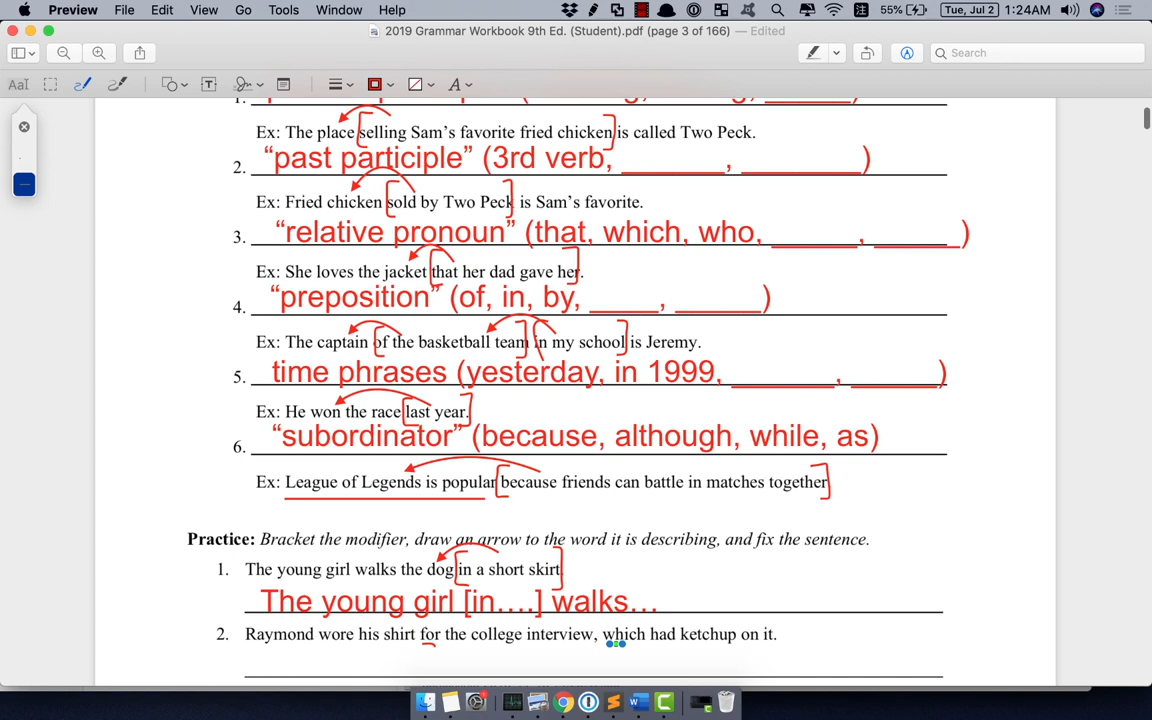 Preview File Edit View Go Tools Window Help 55% Tue, Jul 2 1:24AM
2019 Grammar Workbook 9th Ed. (Student).pdf (page 3 of 166) — Edited
Search
AaI T A
1.
Ex: The place [selling Sam's favorite fried chicken] is called Two Peck.
2. "past participle" (3rd verb, ______, ______)
Ex: Fried chicken [sold by Two Peck] is Sam's favorite.
3. "relative pronoun" (that, which, who, _____, _____)
Ex: She loves the jacket [that her dad gave her].
4. "preposition" (of, in, by, ____, _____)
Ex: The captain [of the basketball team] [in my school] is Jeremy.
5. time phrases (yesterday, in 1999, ______, _____)
Ex: He won the race [last year.]
6. "subordinator" (because, although, while, as)
Ex: League of Legends is popular [because friends can battle in matches together]
Practice: Bracket the modifier, draw an arrow to the word it is describing, and fix the sentence.
1. The young girl walks the dog [in a short skirt]
The young girl [in….] walks…
2. Raymond wore his shirt for the college interview, which had ketchup on it.